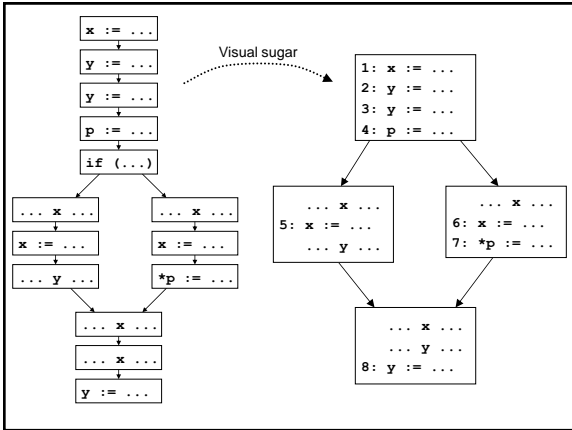 x := ...
y := ...
y := ...
p := ...
if (...)
... x ...
x := ...
... y ...
... x ...
x := ...
*p := ...
... x ...
... x ...
y := ...
Visual sugar
1: x := ...
2: y := ...
3: y := ...
4: p := ...
... x ...
5: x := ...
... y ...
... x ...
6: x := ...
7: *p := ...
... x ...
... y ...
8: y := ...